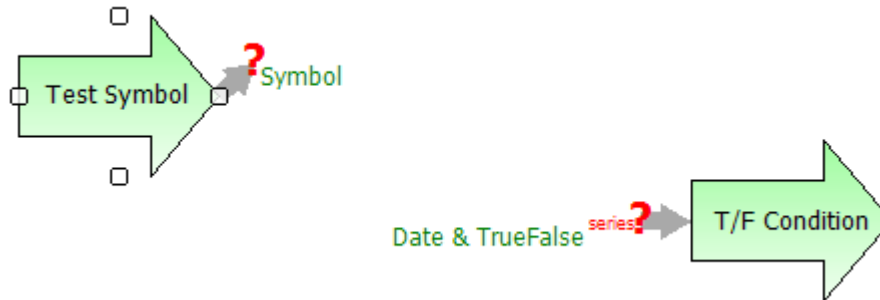 Test Symbol
?
Symbol
Date & TrueFalse
series
?
T/F Condition